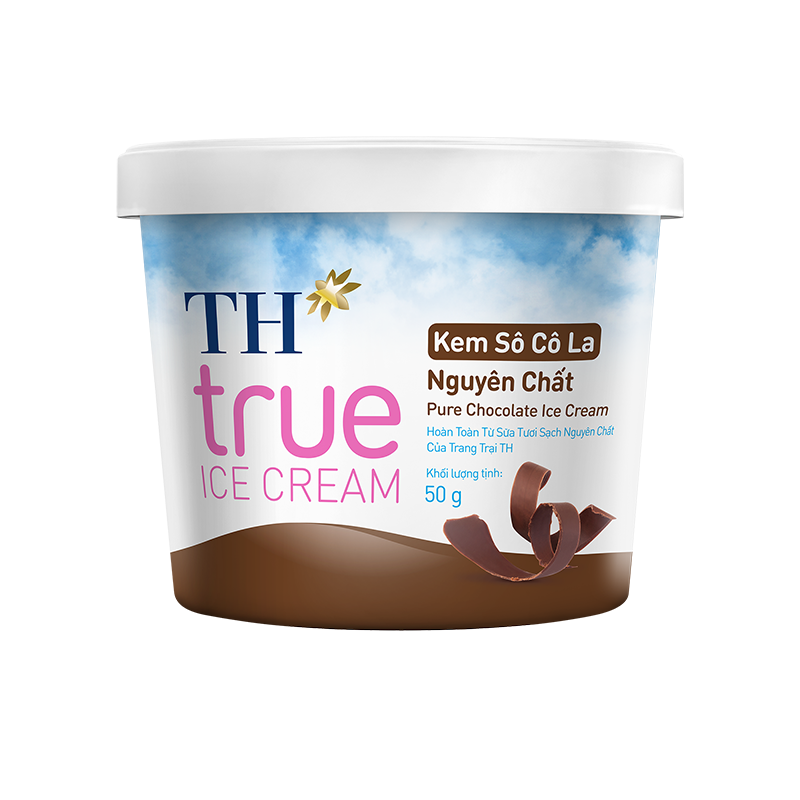 TH
true
ICE CREAM
Kem Sô Cô La
Nguyên Chất
Pure Chocolate Ice Cream
Hoàn Toàn Từ Sữa Tươi Sạch Nguyên Chất
Của Trang Trại TH
Khối lượng tịnh:
50 g